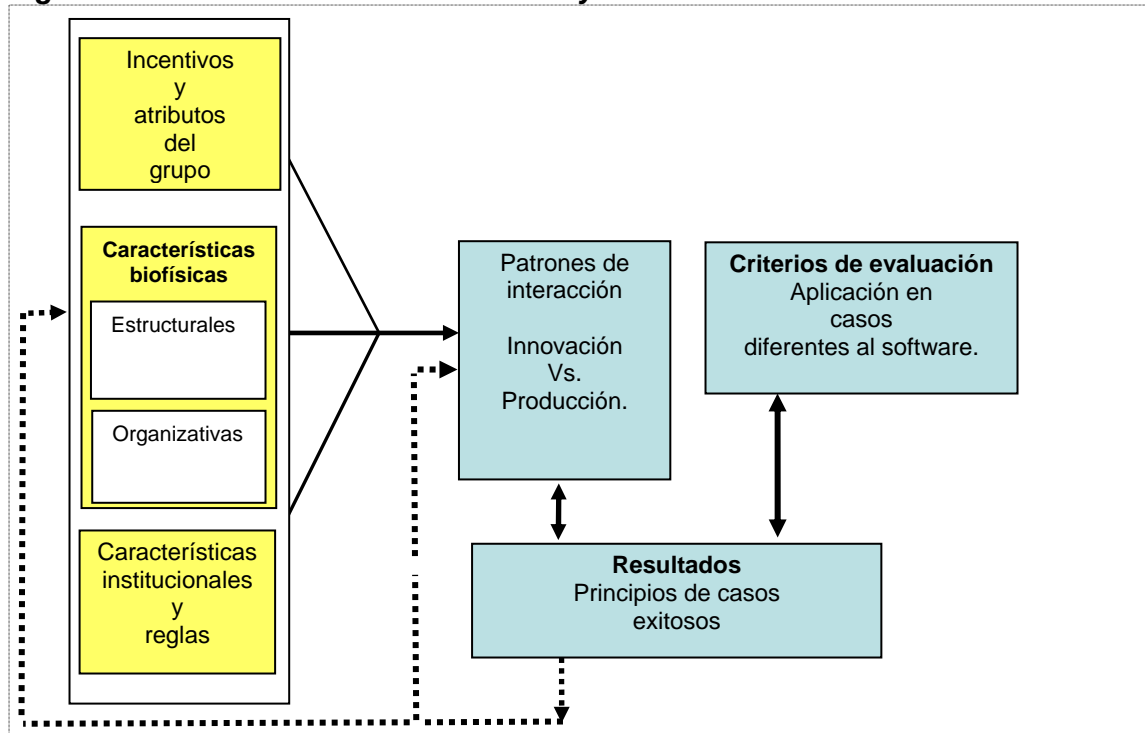 Incentivos
y
atributos
del
grupo
Características
biofísicas
Estructurales
Organizativas
Características
institucionales
y
reglas
Patrones de
interacción
Innovación
Vs.
Producción.
Criterios de evaluación
Aplicación en
casos
diferentes al software.
Resultados
Principios de casos
exitosos